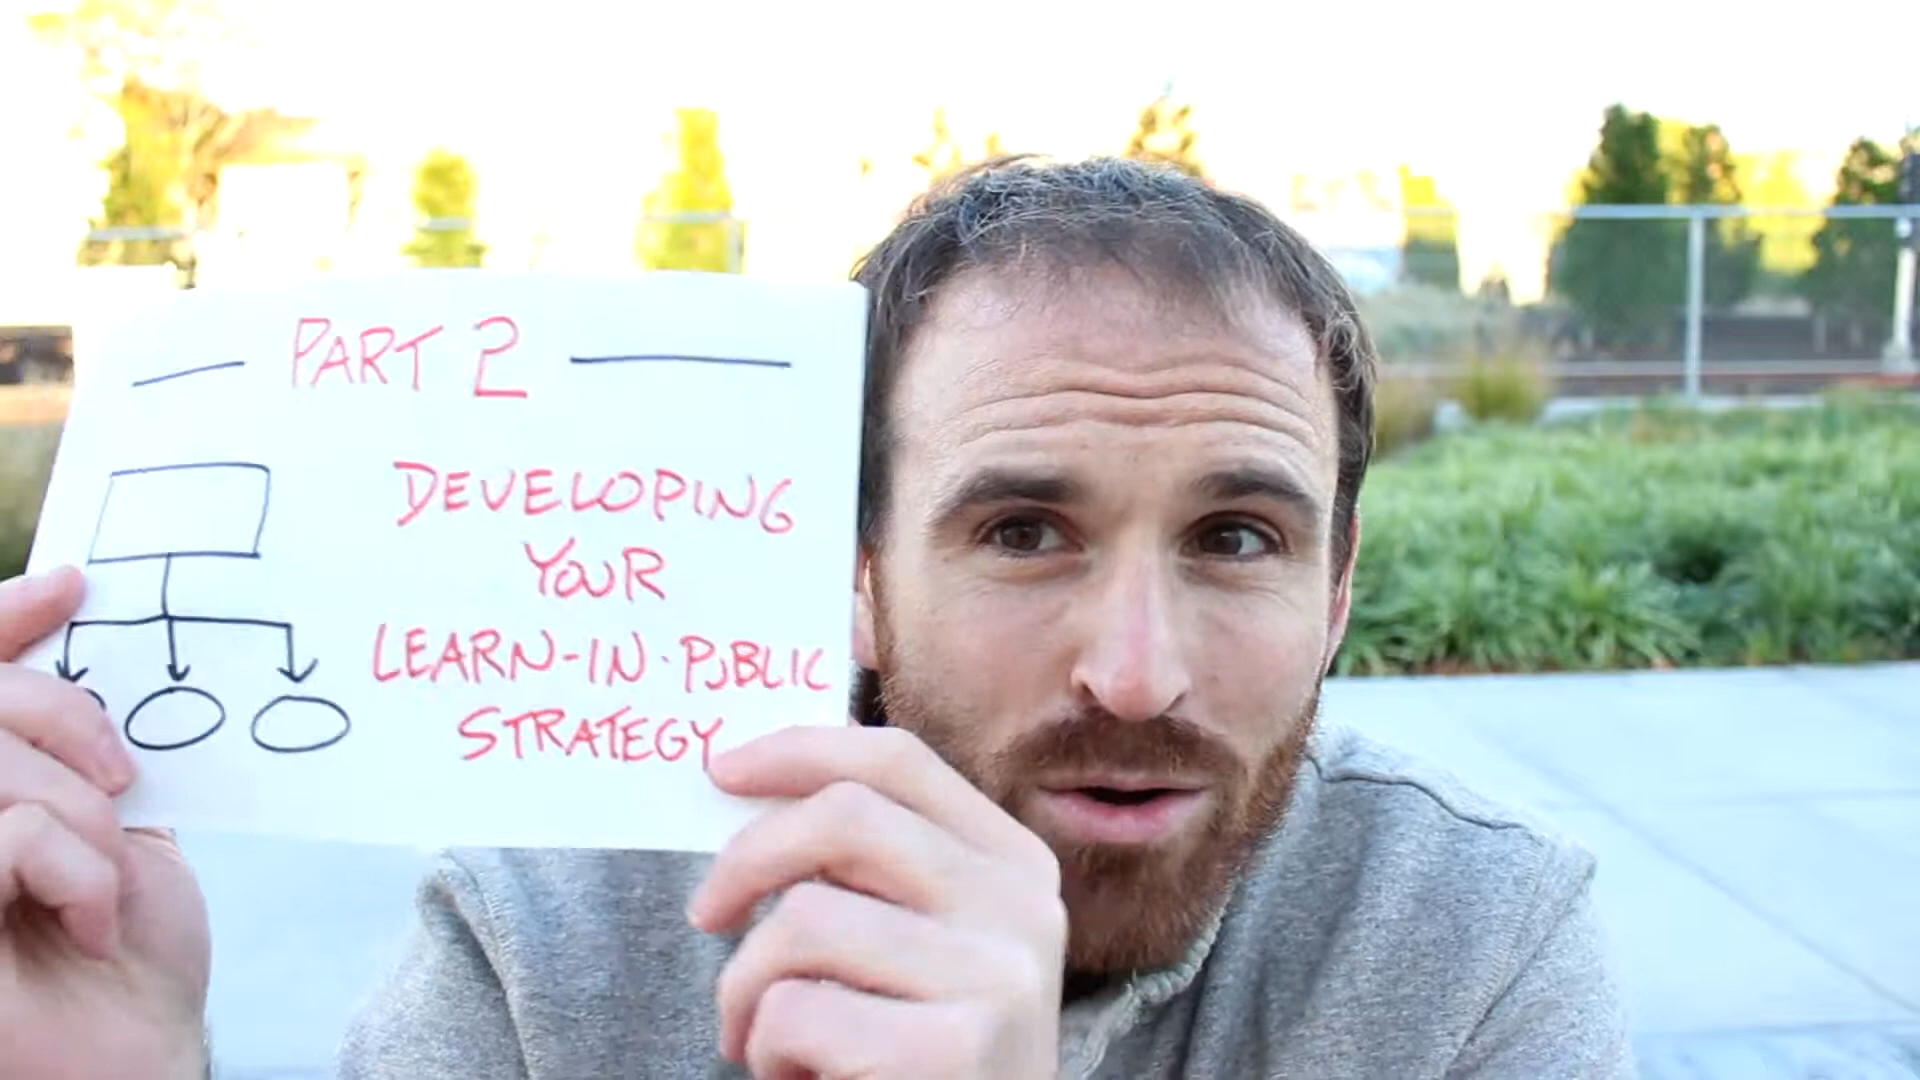 PART 2
DEVELOPING
YOUR
LEARN-IN-PUBLIC
STRATEGY